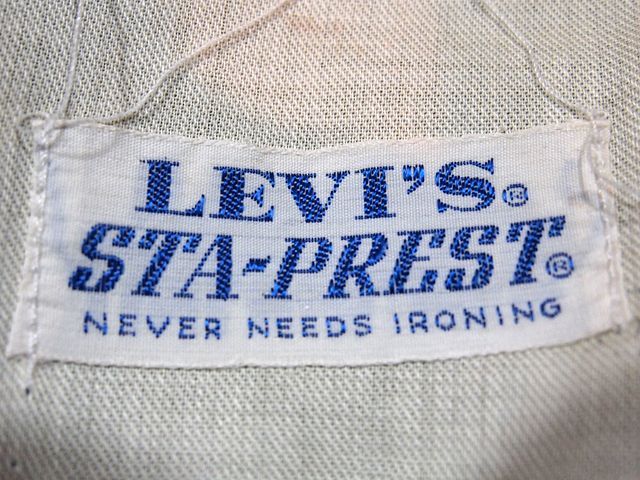 LEVI'S®
STA-PREST®
NEVER NEEDS IRONING